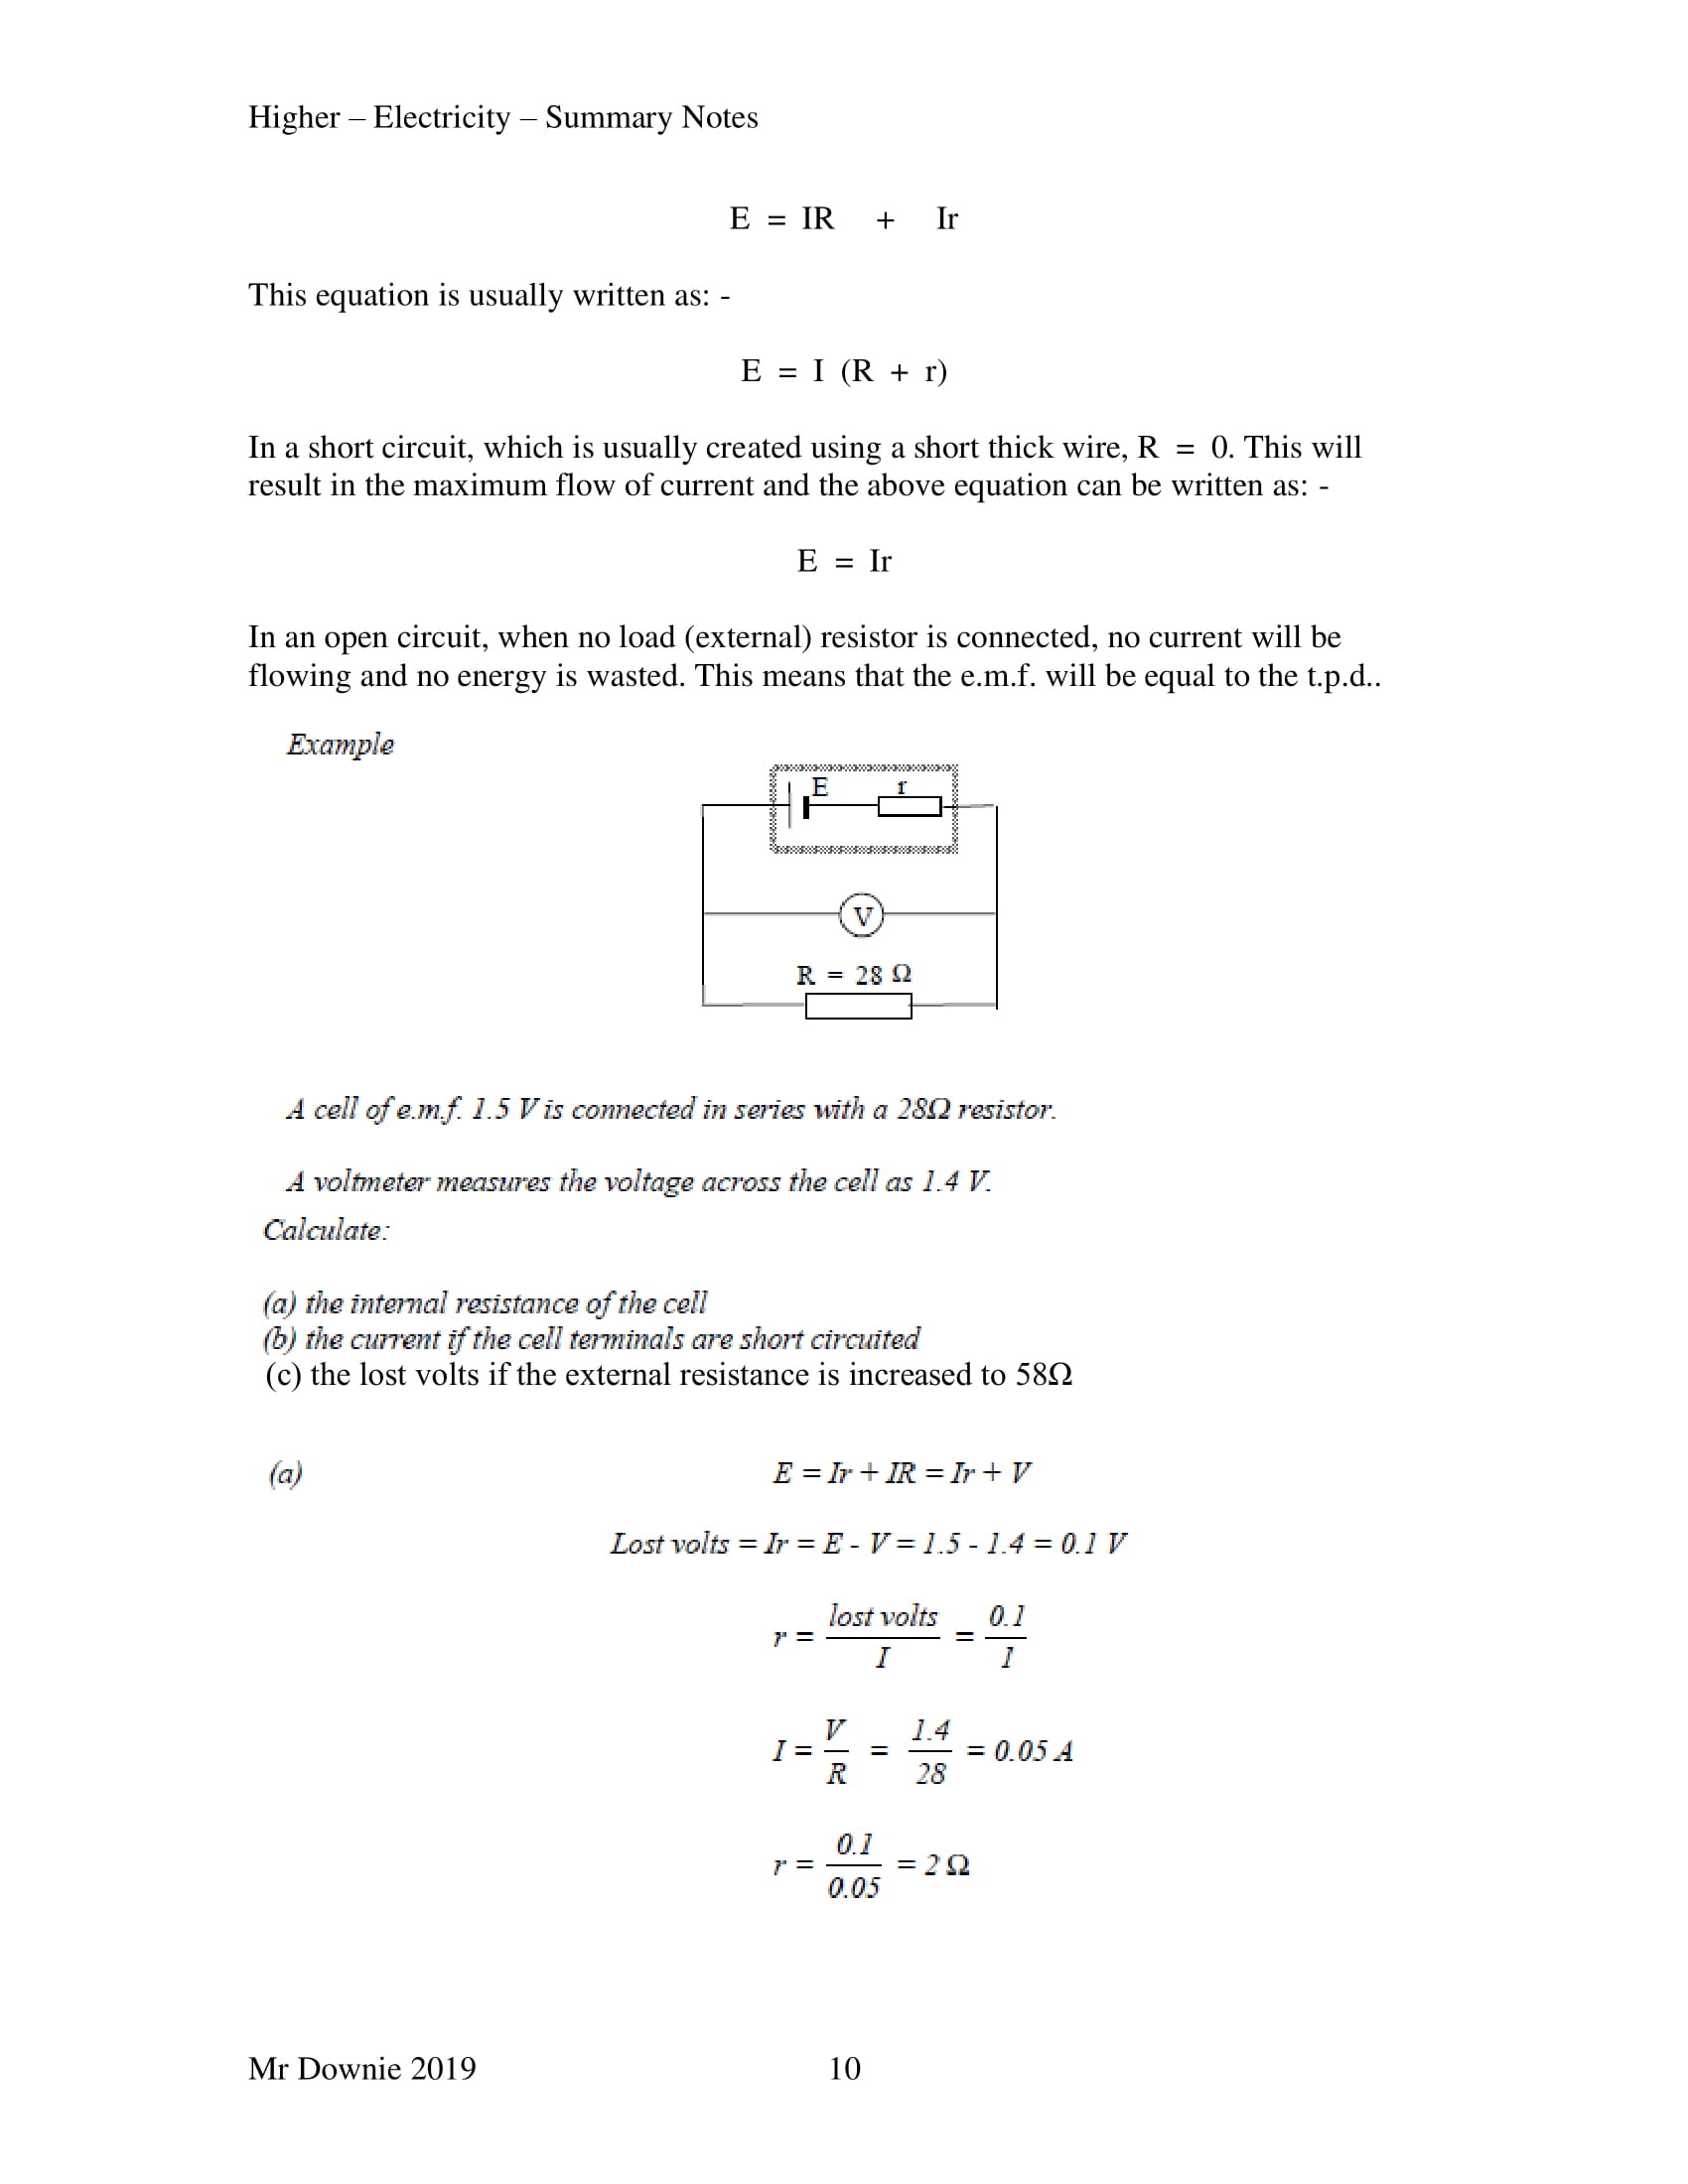 Higher – Electricity – Summary Notes
E = IR + Ir
This equation is usually written as: -
E = I (R + r)
In a short circuit, which is usually created using a short thick wire, R = 0. This will
result in the maximum flow of current and the above equation can be written as: -
E = Ir
In an open circuit, when no load (external) resistor is connected, no current will be
flowing and no energy is wasted. This means that the e.m.f. will be equal to the t.p.d..
Example
E r
V
R = 28 Ω
A cell of e.m.f. 1.5 V is connected in series with a 28Ω resistor.
A voltmeter measures the voltage across the cell as 1.4 V.
Calculate:
(a) the internal resistance of the cell
(b) the current if the cell terminals are short circuited
(c) the lost volts if the external resistance is increased to 58Ω
(a) E = Ir + IR = Ir + V
Lost volts = Ir = E - V = 1.5 - 1.4 = 0.1 V
r = lost volts / I = 0.1 / I
I = V / R = 1.4 / 28 = 0.05 A
r = 0.1 / 0.05 = 2 Ω
Mr Downie 2019 10